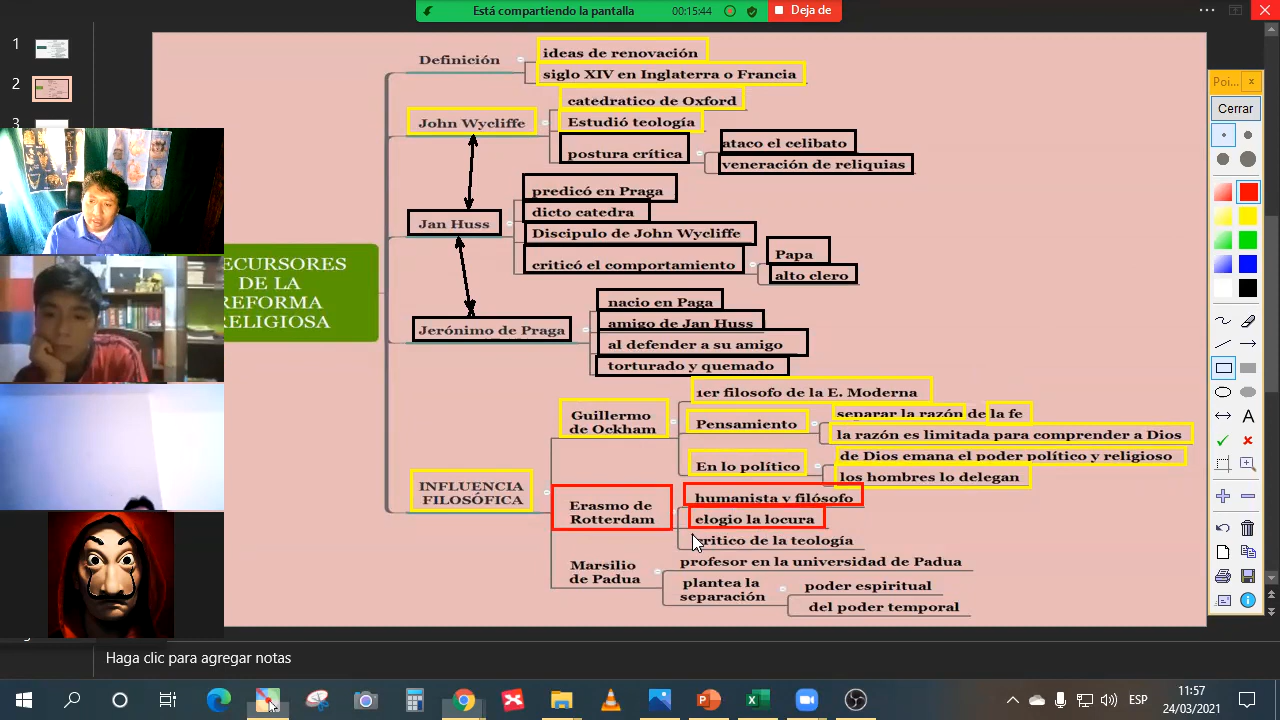 Está compartiendo la pantalla
00:15:44
Deja de
1
2
3
ECURSORES
DE LA
REFORMA
RELIGIOSA
Definición
ideas de renovación
siglo XIV en Inglaterra o Francia
John Wycliffe
catedratico de Oxford
Estudió teología
postura crítica
ataco el celibato
veneración de reliquias
Jan Huss
predicó en Praga
dicto catedra
Discipulo de John Wycliffe
criticó el comportamiento
Papa
alto clero
Jerónimo de Praga
nacio en Paga
amigo de Jan Huss
al defender a su amigo
torturado y quemado
INFLUENCIA
FILOSÓFICA
Guillermo
de Ockham
1er filosofo de la E. Moderna
Pensamiento
separar la razón de la fe
la razón es limitada para comprender a Dios
En lo político
de Dios emana el poder político y religioso
los hombres lo delegan
Erasmo de
Rotterdam
humanista y filósofo
elogio la locura
critico de la teología
Marsilio
de Padua
profesor en la universidad de Padua
plantea la
separación
poder espiritual
del poder temporal
Poi...
Cerrar
A
Haga clic para agregar notas
ESP
11:57
24/03/2021